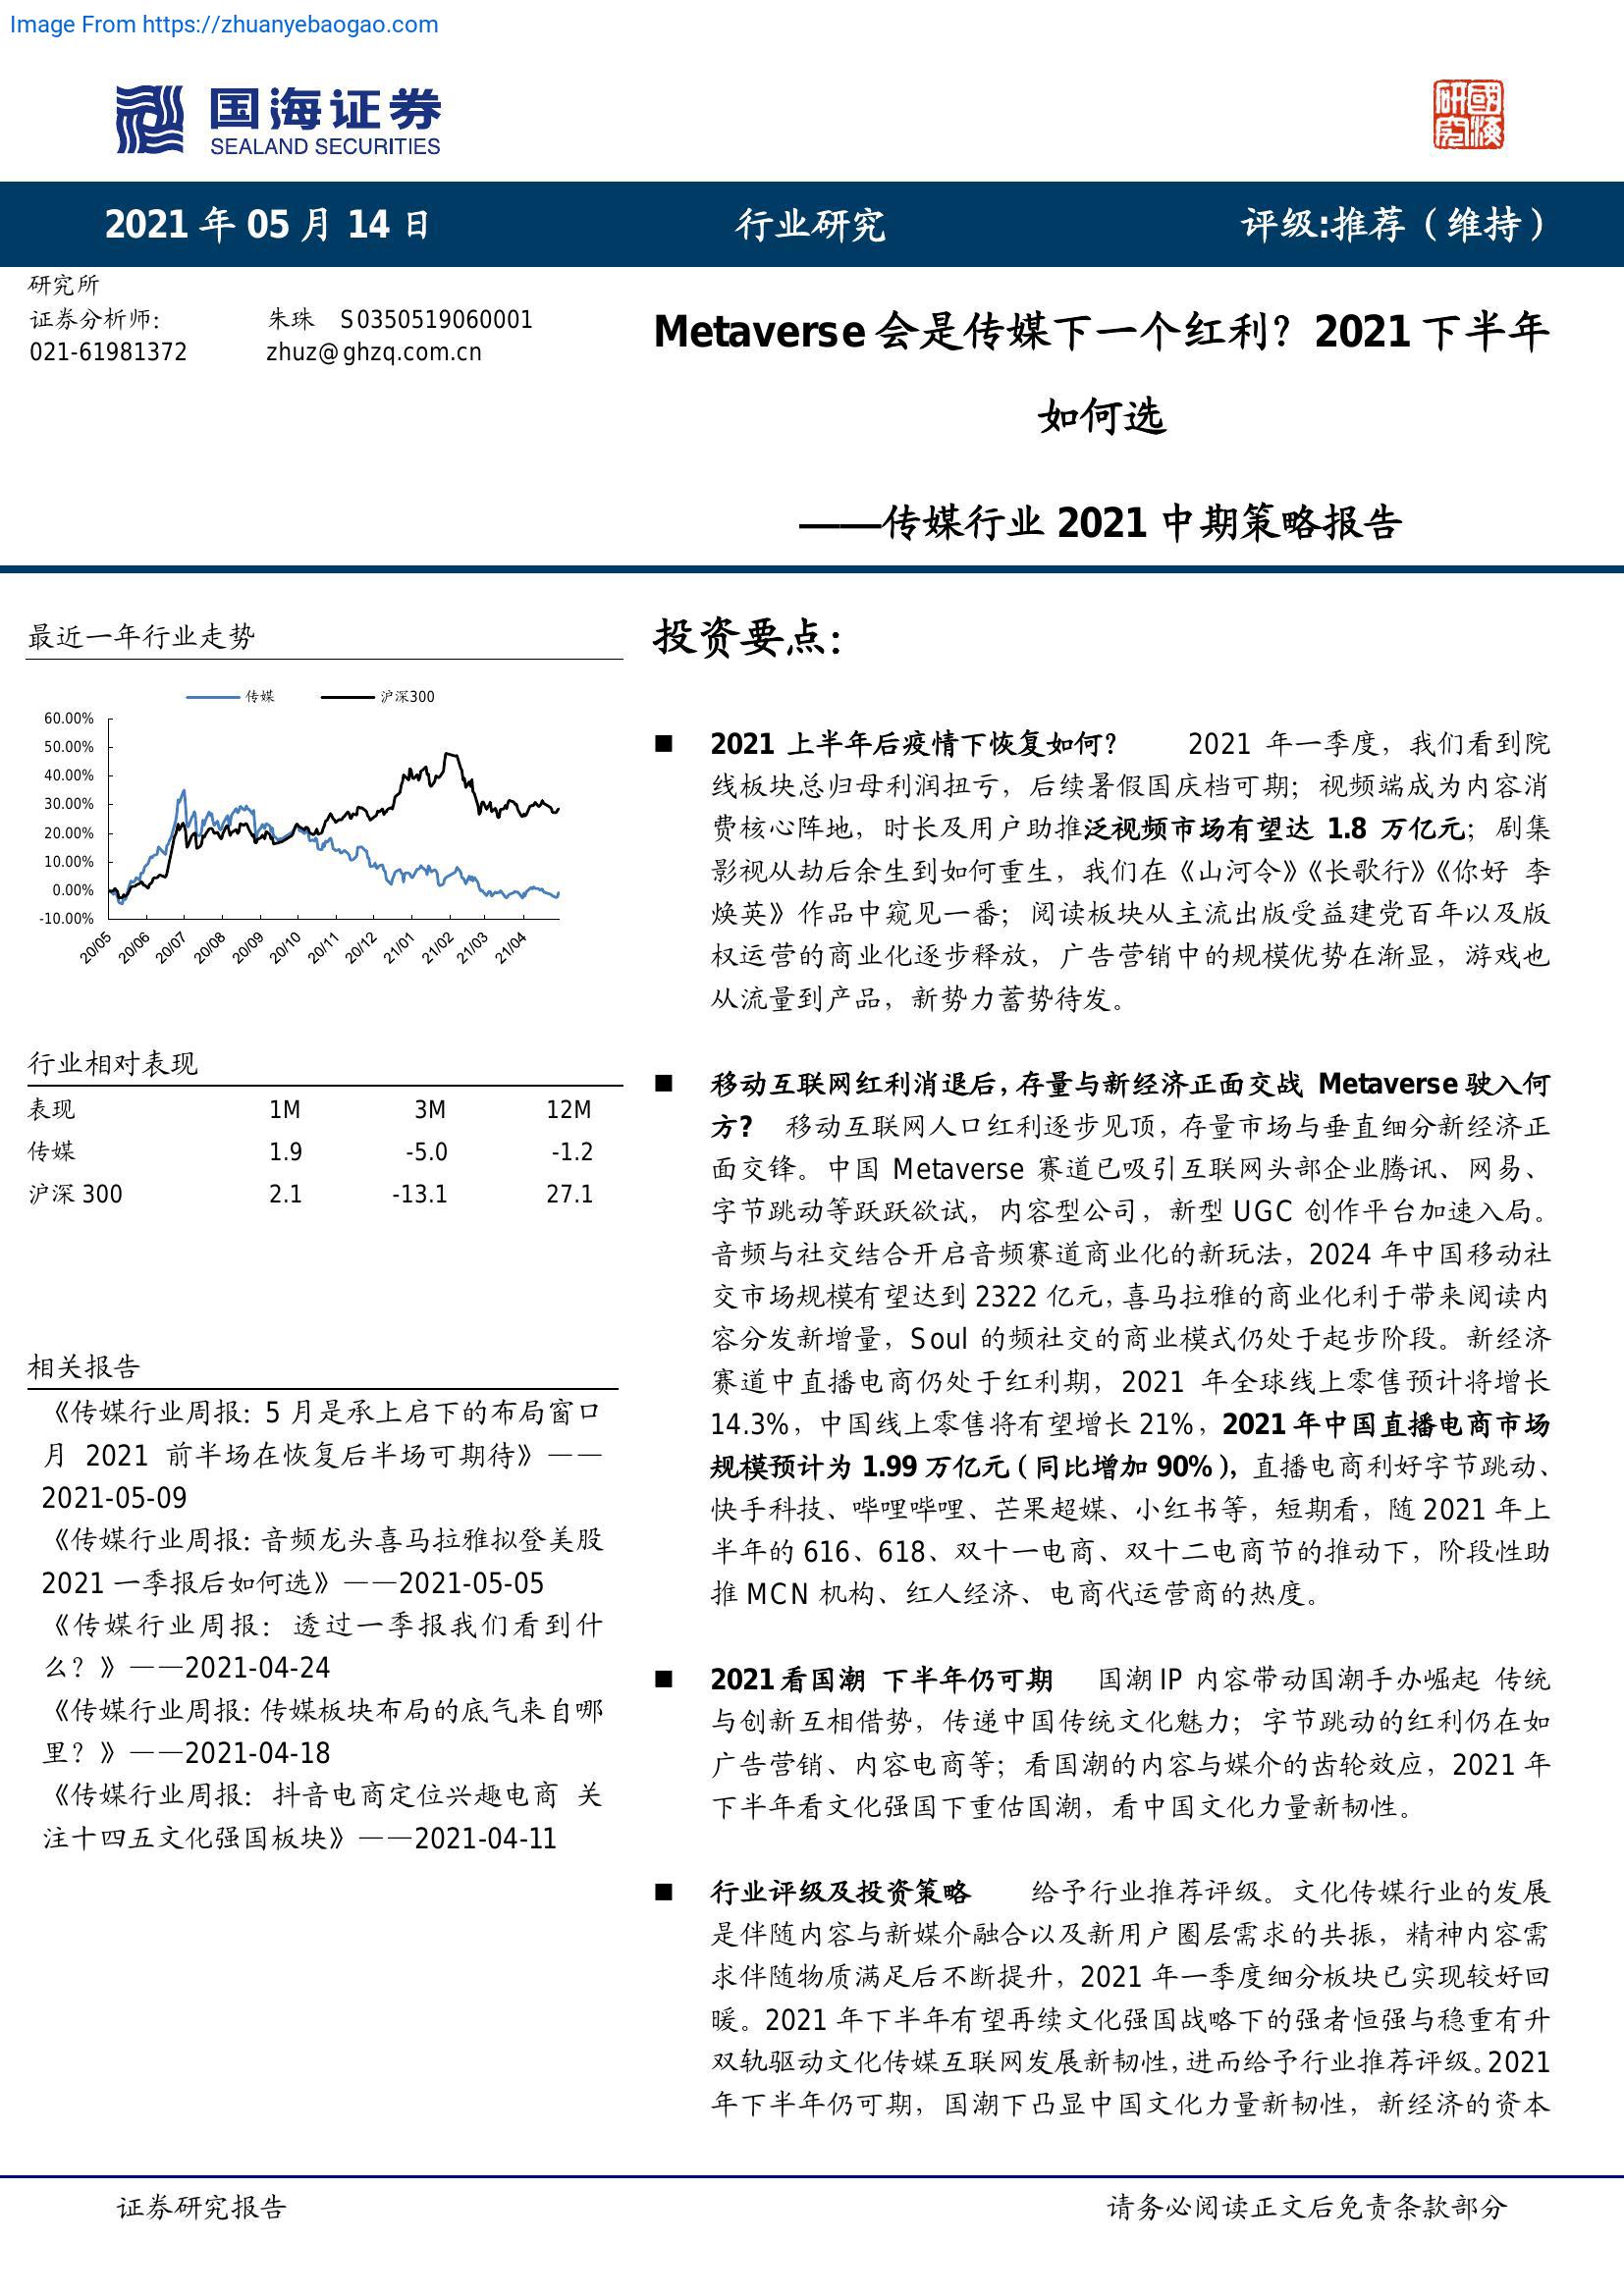 Image From https://zhuanyebaogao.com
国海证券
SEALAND SECURITIES
國海研究
2021 年 05 月 14 日 行业研究 评级:推荐（维持）
研究所
证券分析师： 朱珠 S0350519060001
021-61981372 zhuz@ghzq.com.cn
Metaverse 会是传媒下一个红利？2021 下半年
如何选
——传媒行业 2021 中期策略报告
最近一年行业走势
传媒 沪深300
60.00%
50.00%
40.00%
30.00%
20.00%
10.00%
0.00%
-10.00%
20/05 20/06 20/07 20/08 20/09 20/10 20/11 20/12 21/01 21/02 21/03 21/04
行业相对表现
表现 1M 3M 12M
传媒 1.9 -5.0 -1.2
沪深 300 2.1 -13.1 27.1
相关报告
《传媒行业周报：5 月是承上启下的布局窗口
月 2021 前半场在恢复后半场可期待》——
2021-05-09
《传媒行业周报：音频龙头喜马拉雅拟登美股
2021 一季报后如何选》——2021-05-05
《传媒行业周报：透过一季报我们看到什
么？》——2021-04-24
《传媒行业周报：传媒板块布局的底气来自哪
里？》——2021-04-18
《传媒行业周报：抖音电商定位兴趣电商 关
注十四五文化强国板块》——2021-04-11
投资要点：
■ 2021 上半年后疫情下恢复如何？ 2021 年一季度，我们看到院
线板块总归母利润扭亏，后续暑假国庆档可期；视频端成为内容消
费核心阵地，时长及用户助推泛视频市场有望达 1.8 万亿元；剧集
影视从劫后余生到如何重生，我们在《山河令》《长歌行》《你好 李
焕英》作品中窥见一番；阅读板块从主流出版受益建党百年以及版
权运营的商业化逐步释放，广告营销中的规模优势在渐显，游戏也
从流量到产品，新势力蓄势待发。
■ 移动互联网红利消退后，存量与新经济正面交战 Metaverse 驶入何
方？ 移动互联网人口红利逐步见顶，存量市场与垂直细分新经济正
面交锋。中国 Metaverse 赛道已吸引互联网头部企业腾讯、网易、
字节跳动等跃跃欲试，内容型公司，新型 UGC 创作平台加速入局。
音频与社交结合开启音频赛道商业化的新玩法，2024 年中国移动社
交市场规模有望达到 2322 亿元，喜马拉雅的商业化利于带来阅读内
容分发新增量，Soul 的频社交的商业模式仍处于起步阶段。新经济
赛道中直播电商仍处于红利期，2021 年全球线上零售预计将增长
14.3%，中国线上零售将有望增长 21%，2021 年中国直播电商市场
规模预计为 1.99 万亿元（同比增加 90%），直播电商利好字节跳动、
快手科技、哔哩哔哩、芒果超媒、小红书等，短期看，随 2021 年上
半年的 616、618、双十一电商、双十二电商节的推动下，阶段性助
推 MCN 机构、红人经济、电商代运营商的热度。
■ 2021 看国潮 下半年仍可期 国潮 IP 内容带动国潮手办崛起 传统
与创新互相借势，传递中国传统文化魅力；字节跳动的红利仍在如
广告营销、内容电商等；看国潮的内容与媒介的齿轮效应，2021 年
下半年看文化强国下重估国潮，看中国文化力量新韧性。
■ 行业评级及投资策略 给予行业推荐评级。文化传媒行业的发展
是伴随内容与新媒介融合以及新用户圈层需求的共振，精神内容需
求伴随物质满足后不断提升，2021 年一季度细分板块已实现较好回
暖。2021 年下半年有望再续文化强国战略下的强者恒强与稳重有升
双轨驱动文化传媒互联网发展新韧性，进而给予行业推荐评级。2021
年下半年仍可期，国潮下凸显中国文化力量新韧性，新经济的资本
证券研究报告 请务必阅读正文后免责条款部分